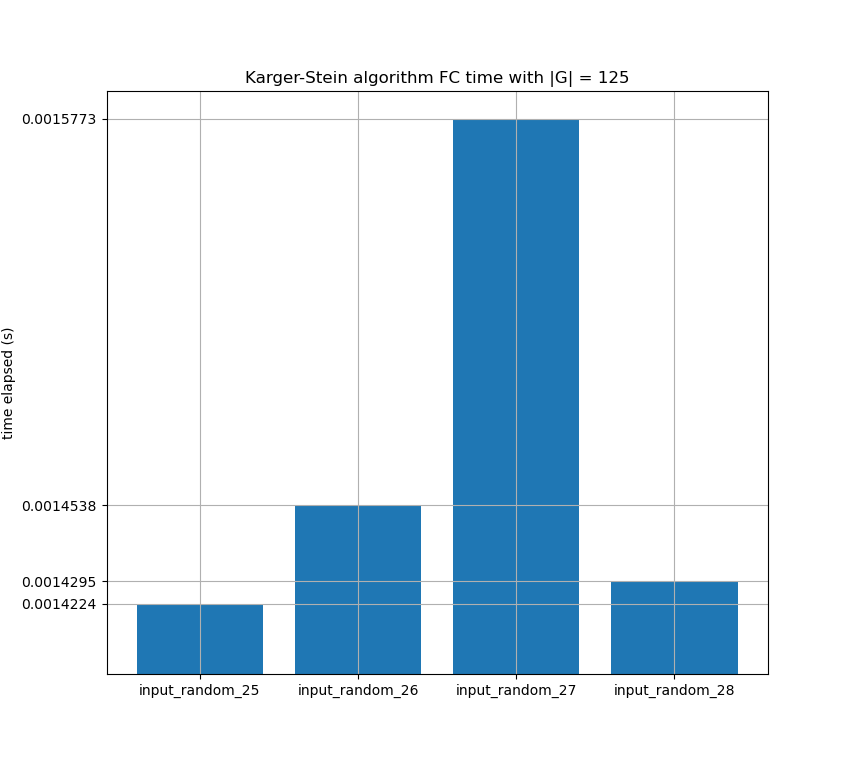 Karger-Stein algorithm FC time with |G| = 125
time elapsed (s)
0.0015773
0.0014538
0.0014295
0.0014224
input_random_25
input_random_26
input_random_27
input_random_28